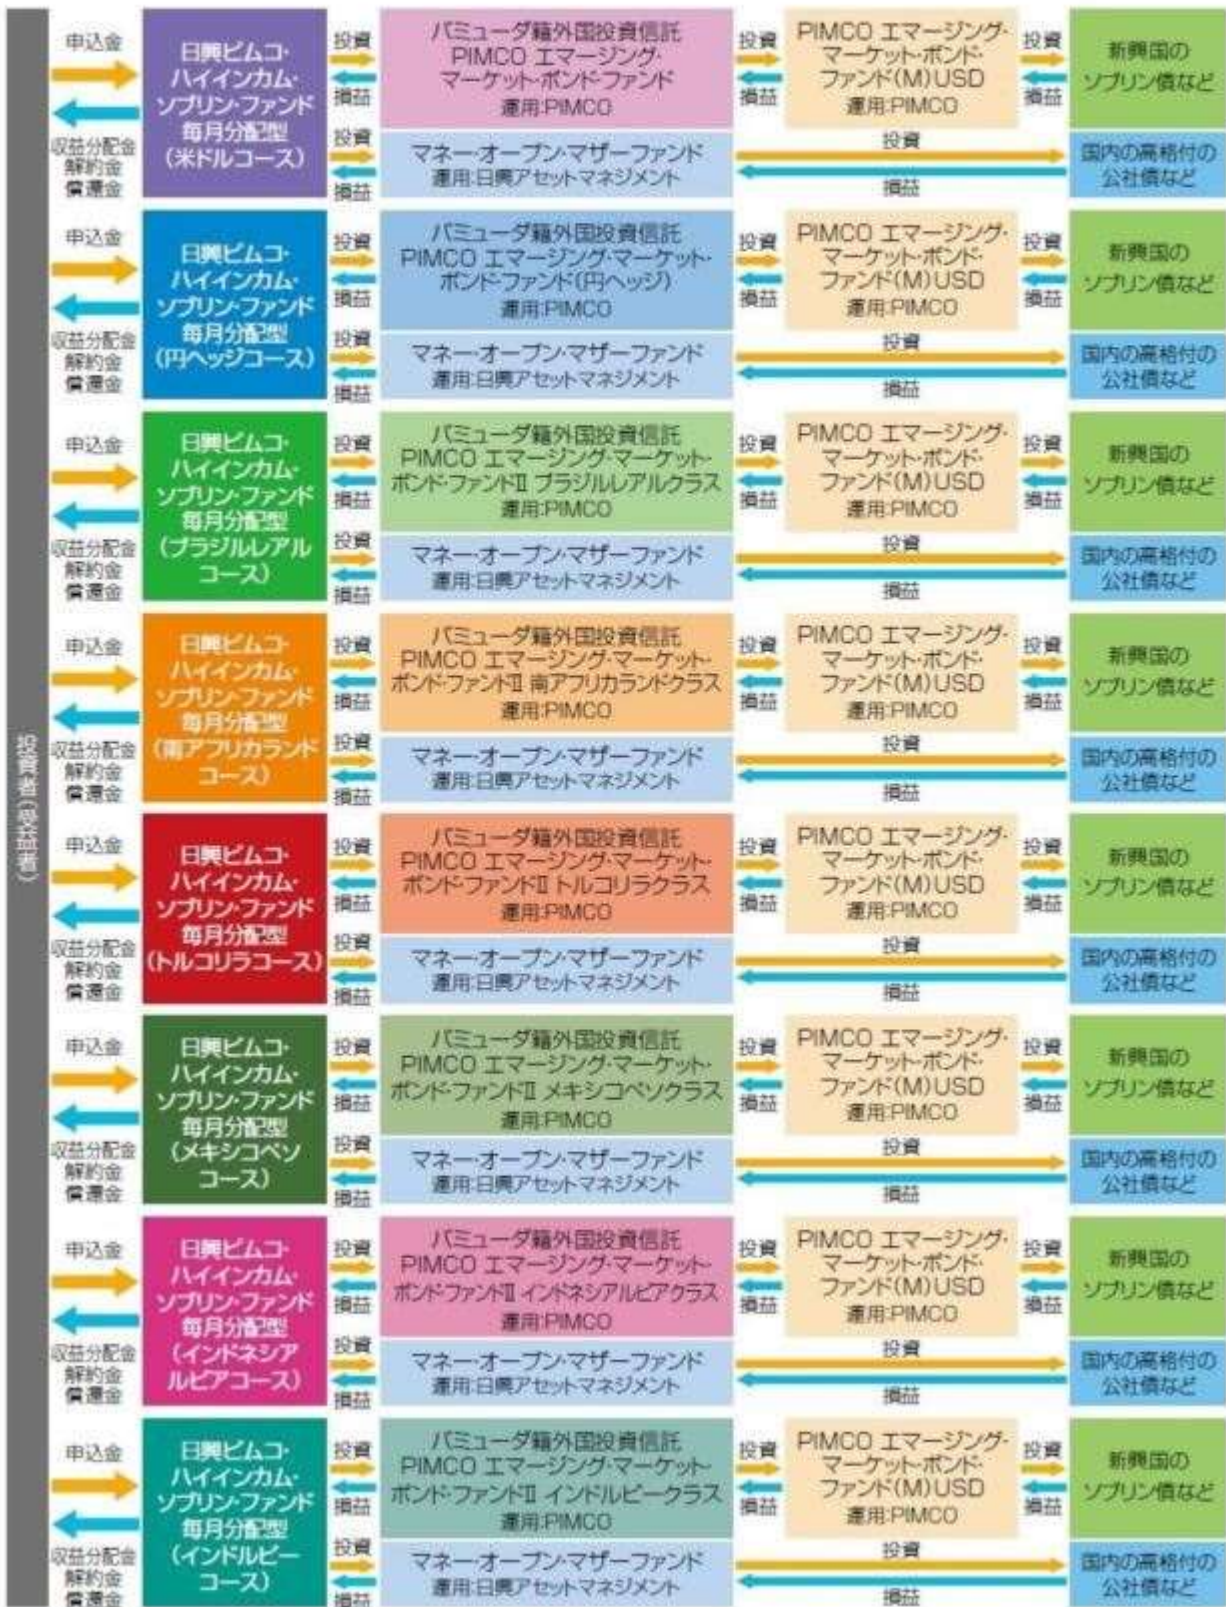 投資者(受益者)
申込金
収益分配金
解約金
償還金
日興ピムコ・
ハイインカム・
ソブリン・ファンド
毎月分配型
(米ドルコース)
投資
損益
投資
損益
バミューダ籍外国投資信託
PIMCO エマージング・
マーケット・ボンド・ファンド
運用:PIMCO
マネー・オープン・マザーファンド
運用:日興アセットマネジメント
投資
損益
PIMCO エマージング・
マーケット・ボンド・
ファンド(M)USD
運用:PIMCO
投資
損益
投資
損益
新興国の
ソブリン債など
国内の高格付の
公社債など
申込金
収益分配金
解約金
償還金
日興ピムコ・
ハイインカム・
ソブリン・ファンド
毎月分配型
(円ヘッジコース)
投資
損益
投資
損益
バミューダ籍外国投資信託
PIMCO エマージング・マーケット・
ボンド・ファンド(円ヘッジ)
運用:PIMCO
マネー・オープン・マザーファンド
運用:日興アセットマネジメント
投資
損益
PIMCO エマージング・
マーケット・ボンド・
ファンド(M)USD
運用:PIMCO
投資
損益
投資
損益
新興国の
ソブリン債など
国内の高格付の
公社債など
申込金
収益分配金
解約金
償還金
日興ピムコ・
ハイインカム・
ソブリン・ファンド
毎月分配型
(ブラジルレアル
コース)
投資
損益
投資
損益
バミューダ籍外国投資信託
PIMCO エマージング・マーケット・
ボンド・ファンドⅡ ブラジルレアルクラス
運用:PIMCO
マネー・オープン・マザーファンド
運用:日興アセットマネジメント
投資
損益
PIMCO エマージング・
マーケット・ボンド・
ファンド(M)USD
運用:PIMCO
投資
損益
投資
損益
新興国の
ソブリン債など
国内の高格付の
公社債など
申込金
収益分配金
解約金
償還金
日興ピムコ・
ハイインカム・
ソブリン・ファンド
毎月分配型
(南アフリカランド
コース)
投資
損益
投資
損益
バミューダ籍外国投資信託
PIMCO エマージング・マーケット・
ボンド・ファンドⅡ 南アフリカランドクラス
運用:PIMCO
マネー・オープン・マザーファンド
運用:日興アセットマネジメント
投資
損益
PIMCO エマージング・
マーケット・ボンド・
ファンド(M)USD
運用:PIMCO
投資
損益
投資
損益
新興国の
ソブリン債など
国内の高格付の
公社債など
申込金
収益分配金
解約金
償還金
日興ピムコ・
ハイインカム・
ソブリン・ファンド
毎月分配型
(トルコリラコース)
投資
損益
投資
損益
バミューダ籍外国投資信託
PIMCO エマージング・マーケット・
ボンド・ファンドⅡ トルコリラクラス
運用:PIMCO
マネー・オープン・マザーファンド
運用:日興アセットマネジメント
投資
損益
PIMCO エマージング・
マーケット・ボンド・
ファンド(M)USD
運用:PIMCO
投資
損益
投資
損益
新興国の
ソブリン債など
国内の高格付の
公社債など
申込金
収益分配金
解約金
償還金
日興ピムコ・
ハイインカム・
ソブリン・ファンド
毎月分配型
(メキシコペソ
コース)
投資
損益
投資
損益
バミューダ籍外国投資信託
PIMCO エマージング・マーケット・
ボンド・ファンドⅡ メキシコペソクラス
運用:PIMCO
マネー・オープン・マザーファンド
運用:日興アセットマネジメント
投資
損益
PIMCO エマージング・
マーケット・ボンド・
ファンド(M)USD
運用:PIMCO
投資
損益
投資
損益
新興国の
ソブリン債など
国内の高格付の
公社債など
申込金
収益分配金
解約金
償還金
日興ピムコ・
ハイインカム・
ソブリン・ファンド
毎月分配型
(インドネシア
ルピアコース)
投資
損益
投資
損益
バミューダ籍外国投資信託
PIMCO エマージング・マーケット・
ボンド・ファンドⅡ インドネシアルピアクラス
運用:PIMCO
マネー・オープン・マザーファンド
運用:日興アセットマネジメント
投資
損益
PIMCO エマージング・
マーケット・ボンド・
ファンド(M)USD
運用:PIMCO
投資
損益
投資
損益
新興国の
ソブリン債など
国内の高格付の
公社債など
申込金
収益分配金
解約金
償還金
日興ピムコ・
ハイインカム・
ソブリン・ファンド
毎月分配型
(インドルピー
コース)
投資
損益
投資
損益
バミューダ籍外国投資信託
PIMCO エマージング・マーケット・
ボンド・ファンドⅡ インドルピークラス
運用:PIMCO
マネー・オープン・マザーファンド
運用:日興アセットマネジメント
投資
損益
PIMCO エマージング・
マーケット・ボンド・
ファンド(M)USD
運用:PIMCO
投資
損益
投資
損益
新興国の
ソブリン債など
国内の高格付の
公社債など